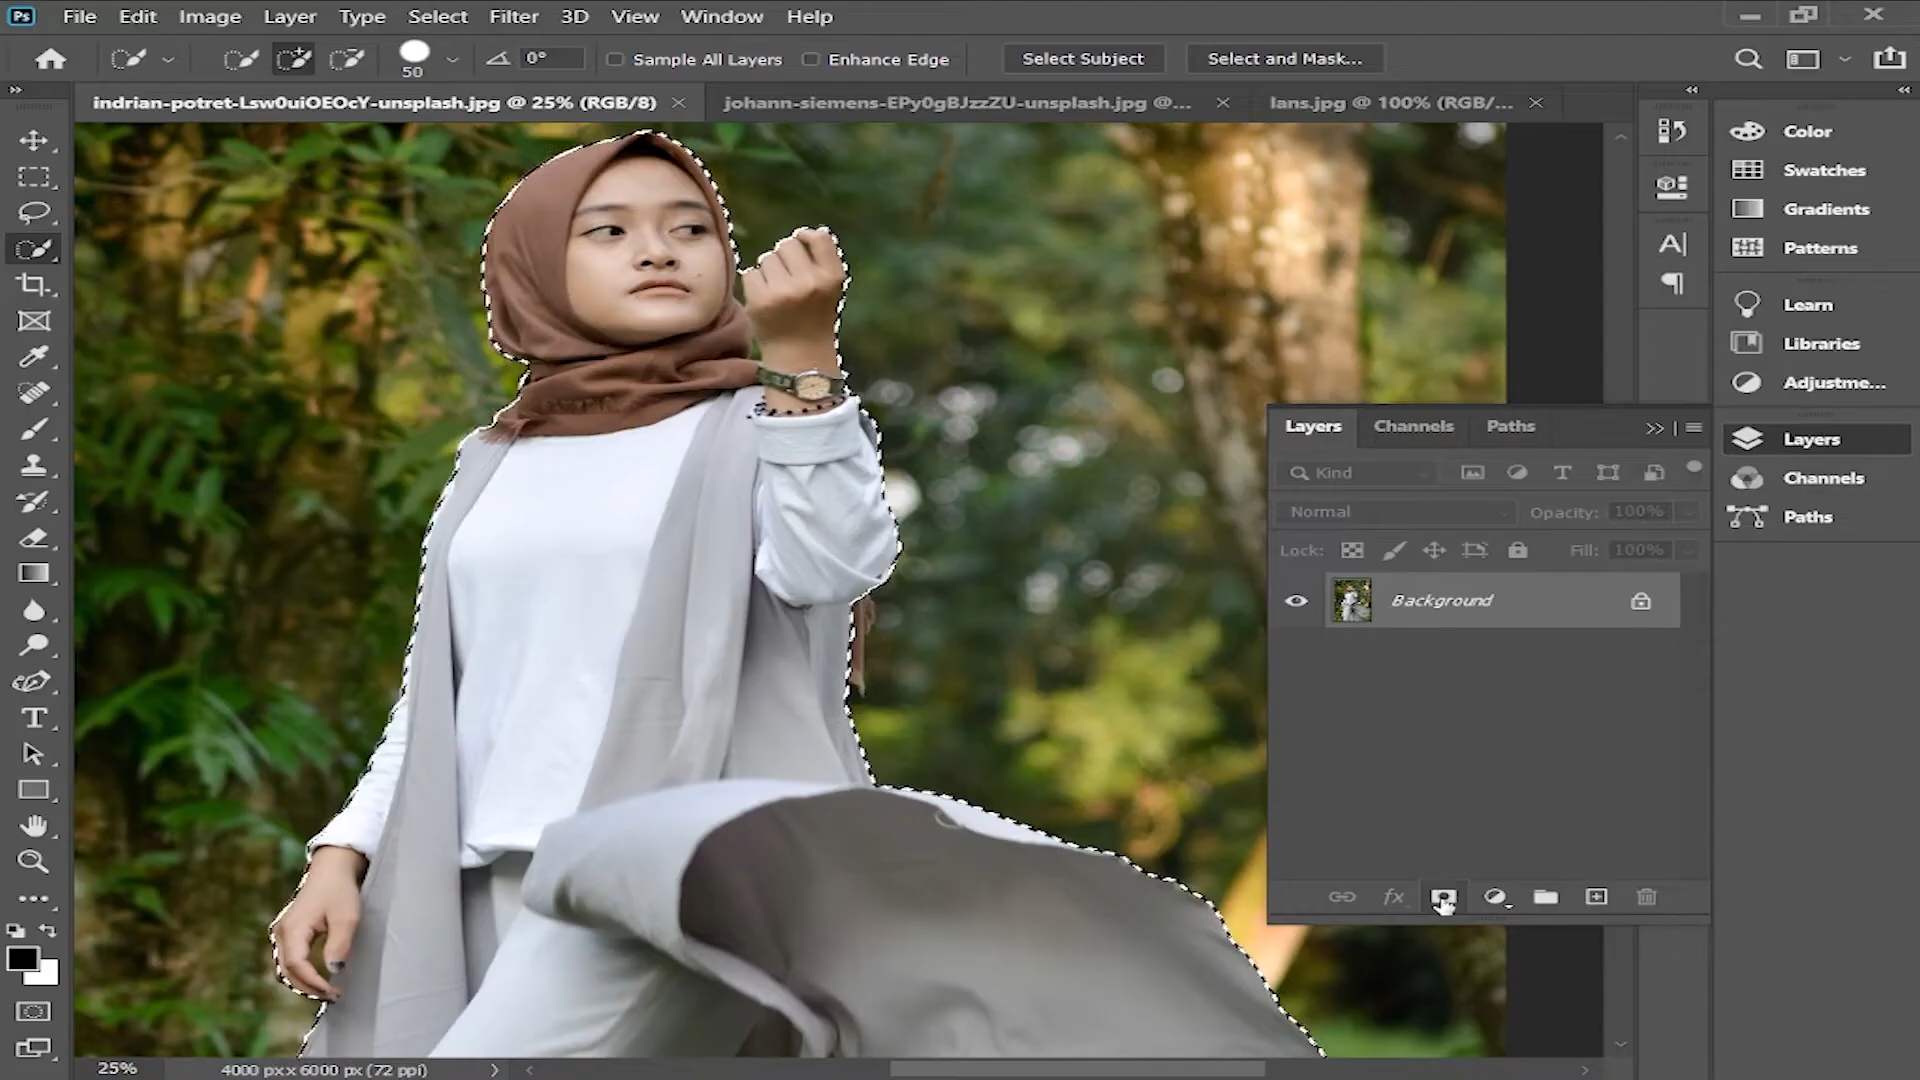 Ps File Edit Image Layer Type Select Filter 3D View Window Help
50 0° Sample All Layers Enhance Edge Select Subject Select and Mask...
indrian-potret-Lsw0uiOEOcY-unsplash.jpg @ 25% (RGB/8) johann-siemens-EPy0gBJzzZU-unsplash.jpg @... lans.jpg @ 100% (RGB/...
Color
Swatches
Gradients
Patterns
Learn
Libraries
Adjustme...
Layers
Channels
Paths
Layers Channels Paths
Kind
Normal Opacity: 100%
Lock: Fill: 100%
Background
fx
25% 4000 px x 6000 px (72 ppi)